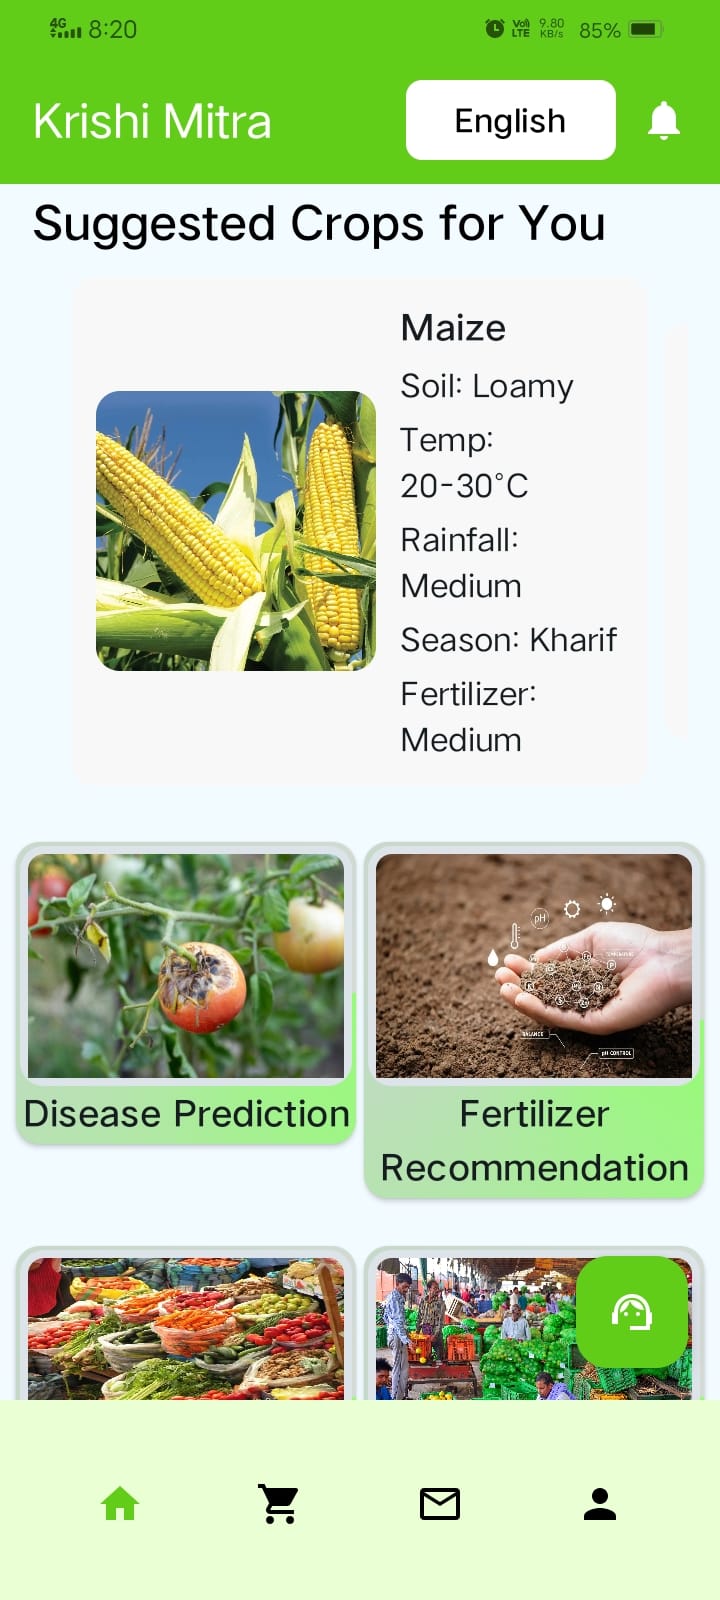 4G 8:20 Vo) LTE 9.80 KB/s 85%
Krishi Mitra
English
Suggested Crops for You
Maize
Soil: Loamy
Temp:
20-30°C
Rainfall:
Medium
Season: Kharif
Fertilizer:
Medium
pH
BALANCE
pH CONTROL
Disease Prediction
Fertilizer
Recommendation